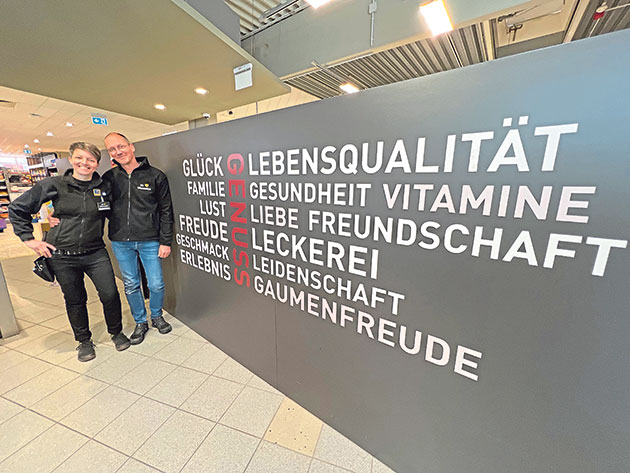 GLÜCK LEBENSQUALITÄT
FAMILIE GESUNDHEIT VITAMINE
LUST LIEBE FREUNDSCHAFT
FREUDE LECKEREI
GESCHMACK LEIDENSCHAFT
ERLEBNIS GAUMENFREUDE
GENUSS